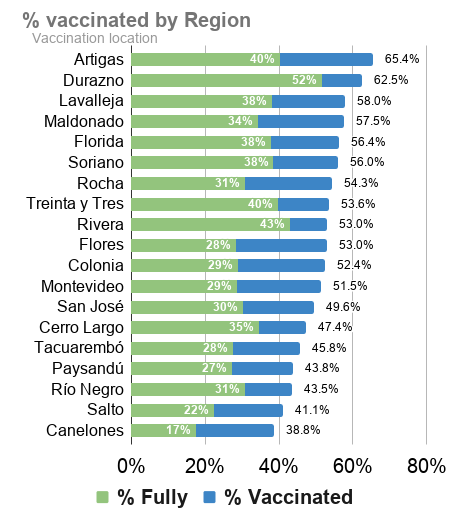 % vaccinated by Region
Vaccination location
Artigas 40% 65.4%
Durazno 52% 62.5%
Lavalleja 38% 58.0%
Maldonado 34% 57.5%
Florida 38% 56.4%
Soriano 38% 56.0%
Rocha 31% 54.3%
Treinta y Tres 40% 53.6%
Rivera 43% 53.0%
Flores 28% 53.0%
Colonia 29% 52.4%
Montevideo 29% 51.5%
San José 30% 49.6%
Cerro Largo 35% 47.4%
Tacuarembó 28% 45.8%
Paysandú 27% 43.8%
Río Negro 31% 43.5%
Salto 22% 41.1%
Canelones 17% 38.8%
0% 20% 40% 60% 80%
% Fully % Vaccinated